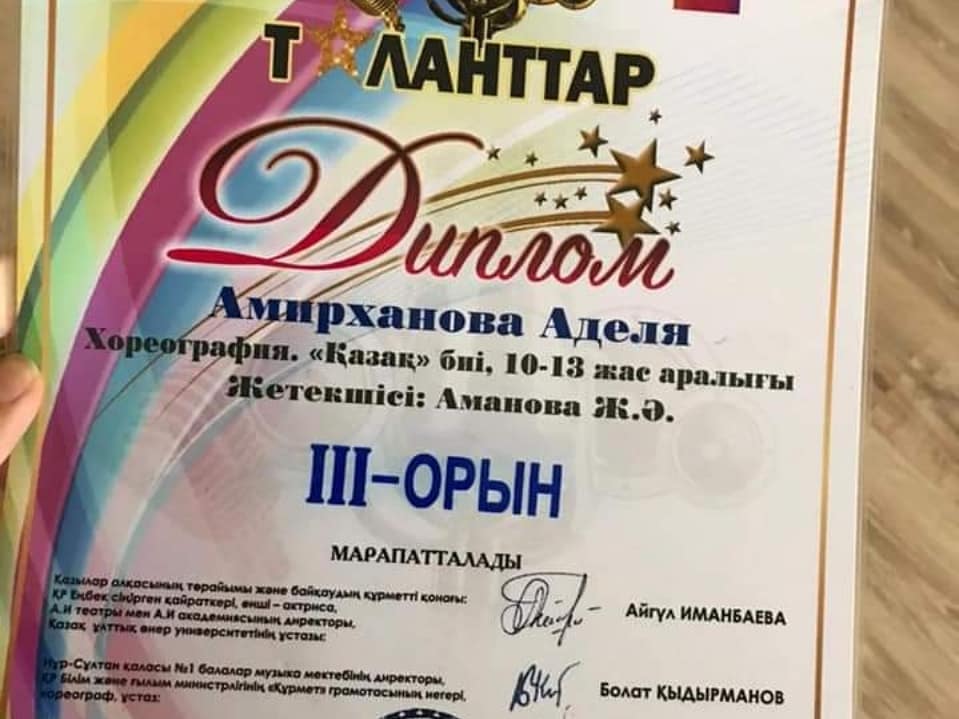 ТАЛАНТТАР
Диплом
Амирханова Аделя
Хореография. «Қазақ» биі, 10-13 жас аралығы
Жетекшісі: Аманова Ж.Ә.
III-ОРЫН
МАРАПАТТАЛАДЫ
Қазылар алқасының төрайымы және байқаудың құрметті қонағы:
ҚР Еңбек сіңірген қайраткері, әнші – актриса,
А.И театры мен А.И академиясының директоры,
Қазақ ұлттық өнер университетінің ұстазы:
Айгүл ИМАНБАЕВА
Нұр-Сұлтан қаласы №1 балалар музыка мектебінің директоры,
ҚР Білім және ғылым министрлігінің «Құрмет» грамотасының иегері,
хореограф, ұстаз:
Болат ҚЫДЫРМАНОВ